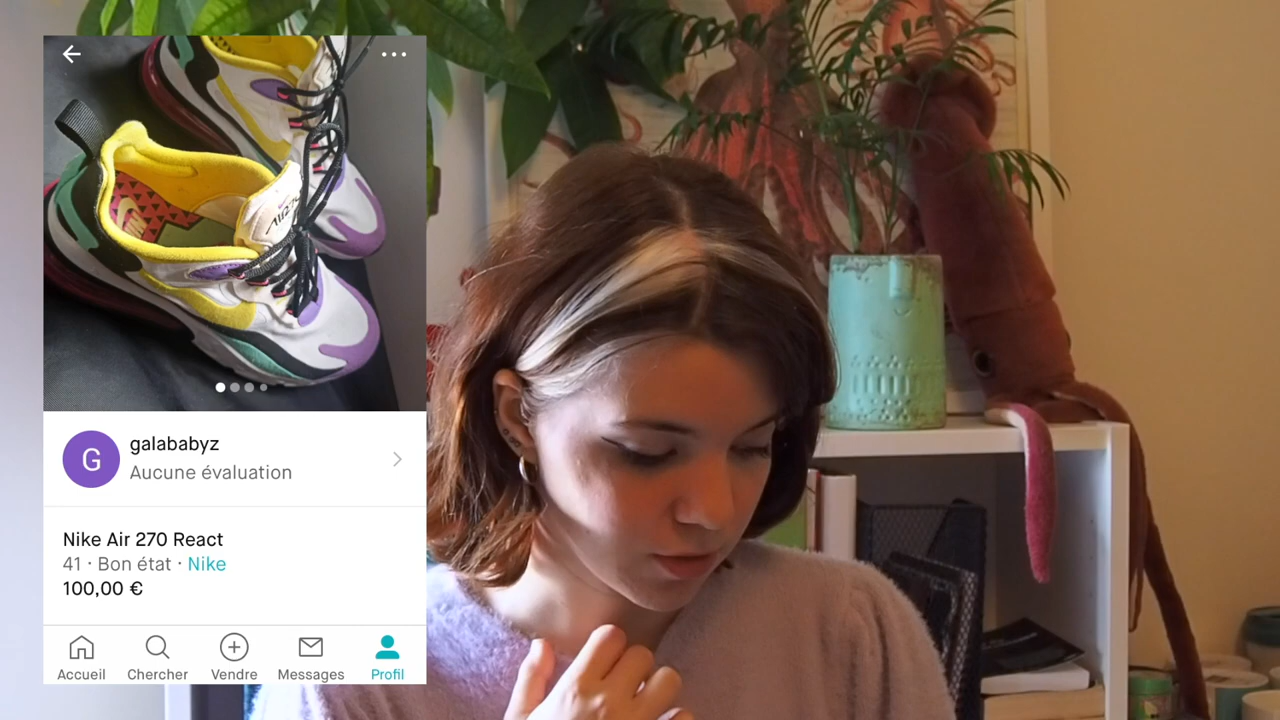 G
galababyz
Aucune évaluation
Nike Air 270 React
41 · Bon état · Nike
100,00 €
Accueil
Chercher
Vendre
Messages
Profil